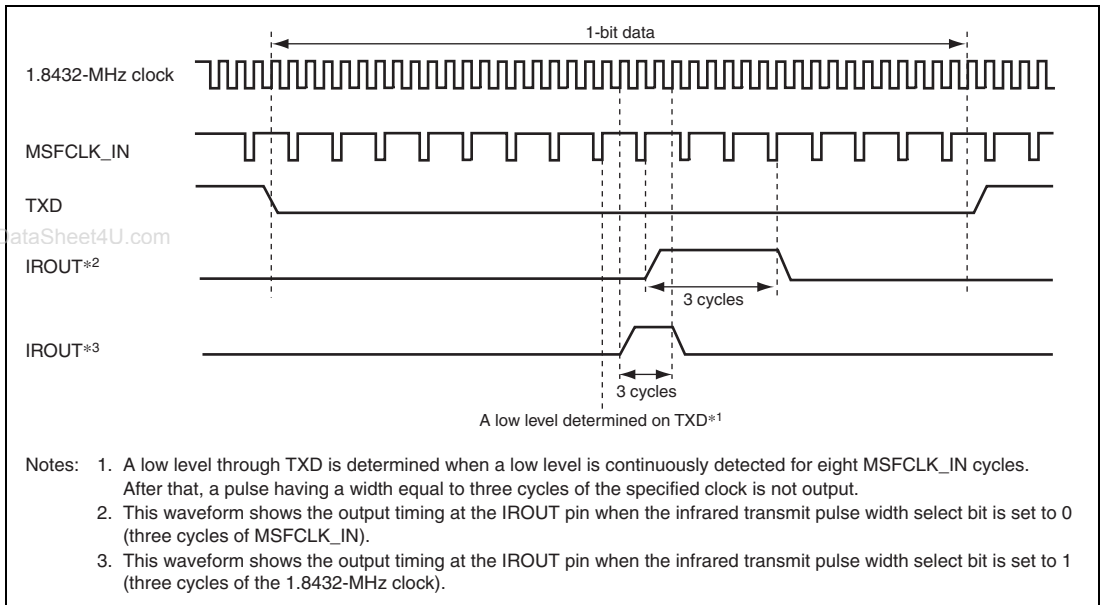 1-bit data
1.8432-MHz clock
MSFCLK_IN
TXD
DataSheet4U.com
IROUT*2
3 cycles
IROUT*3
3 cycles
A low level determined on TXD*1
Notes: 1. A low level through TXD is determined when a low level is continuously detected for eight MSFCLK_IN cycles.
After that, a pulse having a width equal to three cycles of the specified clock is not output.
2. This waveform shows the output timing at the IROUT pin when the infrared transmit pulse width select bit is set to 0
(three cycles of MSFCLK_IN).
3. This waveform shows the output timing at the IROUT pin when the infrared transmit pulse width select bit is set to 1
(three cycles of the 1.8432-MHz clock).